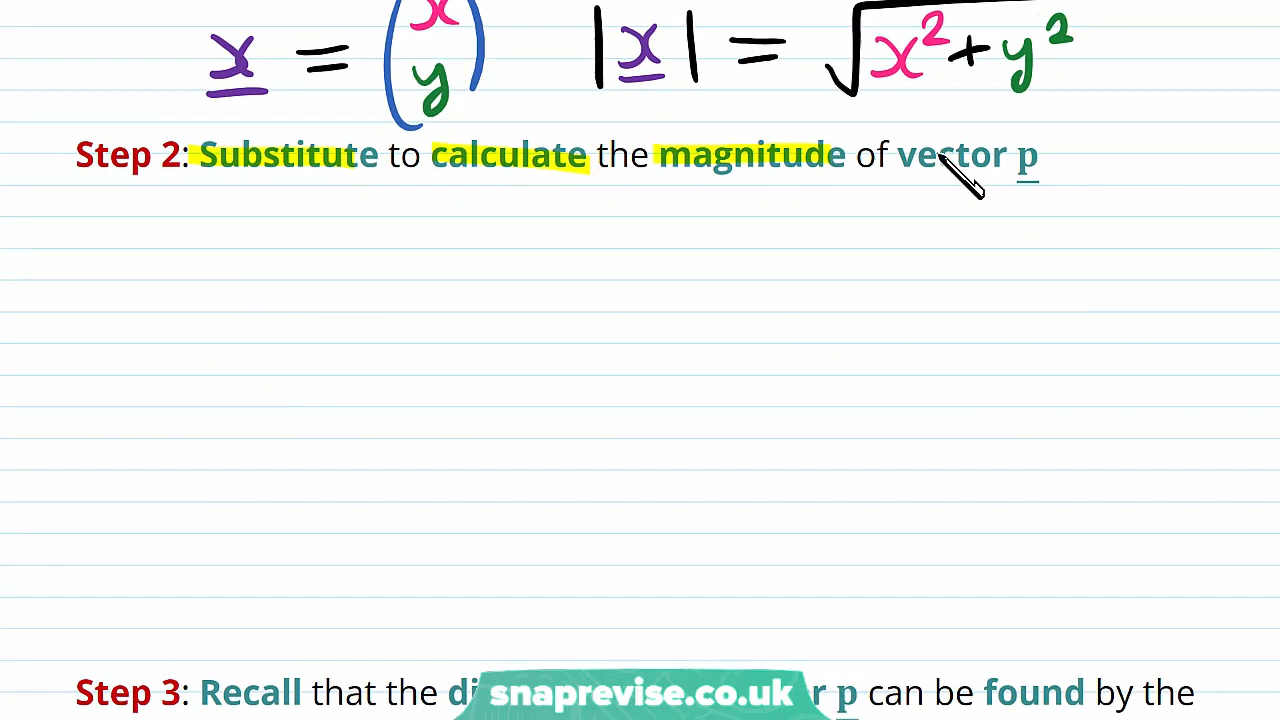 x = (x y) |x| = √x² + y²
Step 2: Substitute to calculate the magnitude of vector p
Step 3: Recall that the di r p can be found by the
snaprevise.co.uk